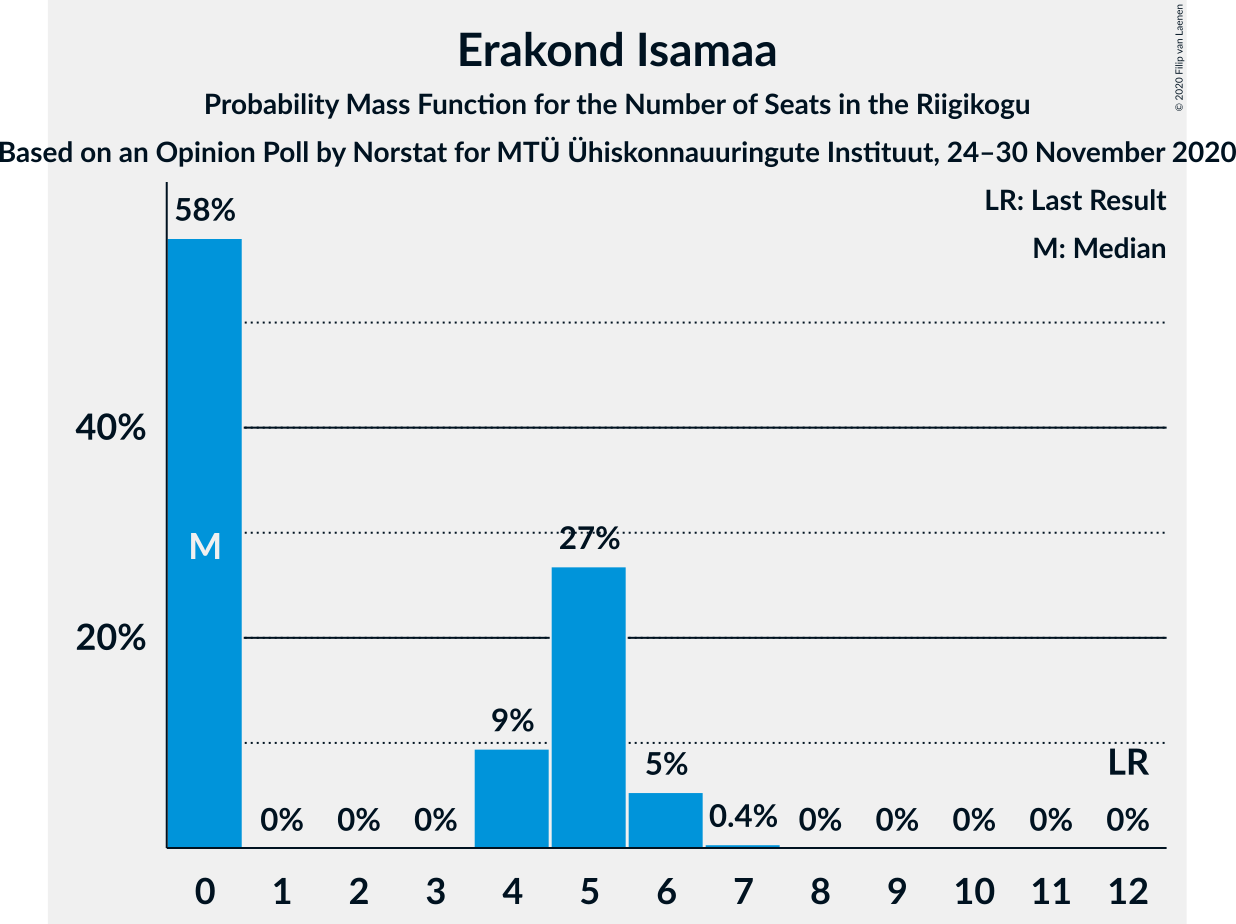 Erakond Isamaa
Probability Mass Function for the Number of Seats in the Riigikogu
Based on an Opinion Poll by Norstat for MTÜ Ühiskonnauuringute Instituut, 24–30 November 2020
© 2020 Filip van Laenen
LR: Last Result
M: Median
58%
40%
M
27%
20%
9%
5%
LR
0% 0% 0% 0.4% 0% 0% 0% 0% 0%
0 1 2 3 4 5 6 7 8 9 10 11 12